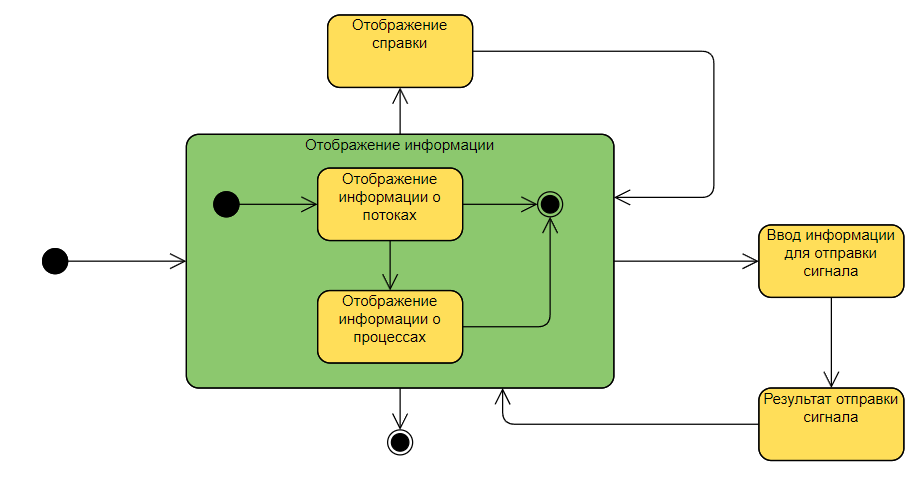 Отображение
справки
Отображение информации
Отображение
информации о
потоках
Отображение
информации о
процессах
Ввод информации
для отправки
сигнала
Результат отправки
сигнала